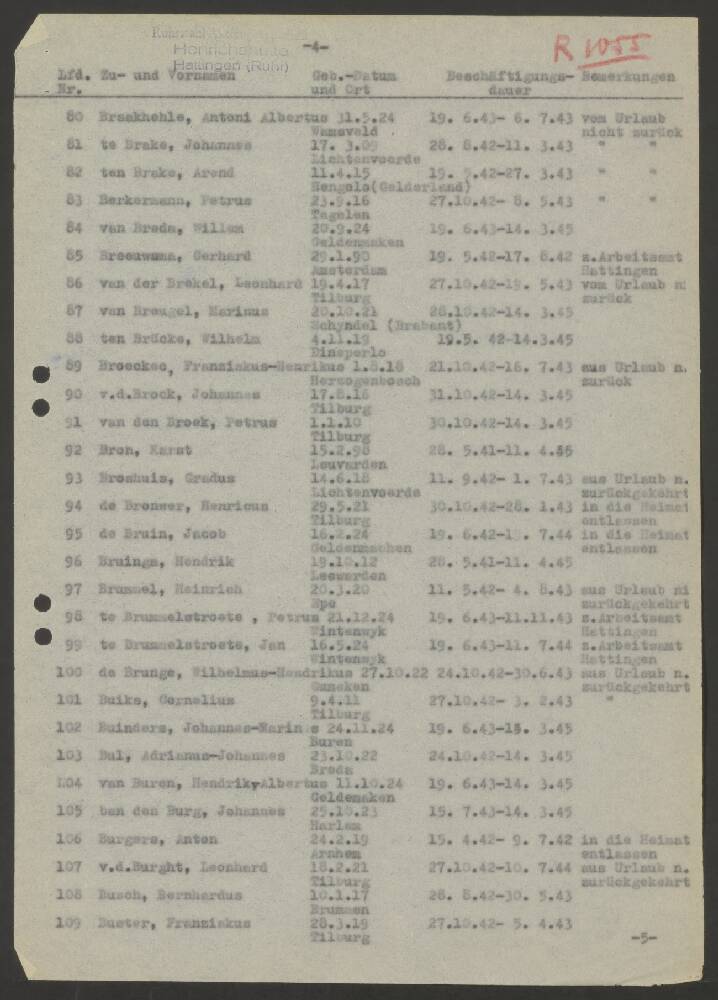 Ruhrstahl
Henrichshütte
Hattingen (Ruhr)
-4-
R 1055
Lfd. Zu- und Vornamen Geb.-Datum Beschäftigungs- Bemerkungen
Nr. und Ort dauer
80 Braakhehle, Antoni Albertus 31.5.24 19. 6.43- 6. 7.43 vom Urlaub
Wamsveld nicht zurück
81 te Brake, Johannes 17. 3.09 28. 8.42-11. 3.43 " "
Lichtenvoorde
82 ten Brake, Arend 11.4.15 19. 5.42-27. 3.43 " "
Hengelo(Gelderland)
83 Berkermann, Petrus 23.9.16 27.10.42- 8. 5.43 " "
Tegelen
84 van Breda, Willem 20.9.24 19. 6.43-14. 3.45
Geldemaken
85 Breeuwsma, Gerhard 29.1.90 19. 5.42-17. 8.42 z.Arbeitsamt
Amsterdam Hattingen
86 van der Brekel, Leonhard 19.4.17 27.10.42-19. 5.43 vom Urlaub n:
Tilburg zurück
87 van Breugel, Marinus 20.10.21 28.10.42-14. 3.45
Schyndel (Brabant)
88 ten Brücke, Wilhelm 4.11.19 19.5. 42-14.3.45
Dinsperlo
89 Broeckee, Franziskus-Henrikus 1.8.18 21.10.42-16. 7.43 aus Urlaub n.
Herzogenbosch zurück
90 v.d.Brock, Johannes 17.8.16 31.10.42-14. 3.45
Tilburg
91 van den Broek, Petrus 1.1.10 30.10.42-14. 3.45
Tilburg
92 Bron, Karst 15.2.98 28. 5.41-11. 4.45
Leuvarden
93 Broshuis, Gradus 14.6.18 11. 9.42- 1. 7.43 aus Urlaub n.
Lichtenvoorde zurückgekehrt
94 de Bronwer, Henricus 29.5.21 30.10.42-28. 1.43 in die Heimat
Tilburg entlassen
95 de Bruin, Jacob 16.2.24 19. 6.42- 7.44 in die Heimat
Geldenmachen entlassen
96 Bruinga, Hendrik 19.10.12 28. 5.41-11. 4.45
Leewarden
97 Brummel, Heinrich 20.3.20 11. 5.42- 4. 8.43 aus Urlaub ni
Epe zurückgekehrt
98 te Brummelstroete , Petrus 21.12.24 19. 6.43-11.11.43 z.Arbeitsamt
Wintenwyk Hattingen
99 te Brummelstroete, Jan 16.5.24 19. 6.43-11. 7.44 z.Arbeitsamt
Wintenwyk Hattingen
100 de Brunge, Wilhelmus-Hendrikus 27.10.22 24.10.42-30.6.43 aus Urlaub n.
zurückgekehrt
101 Buiks, Cornelius 9.4.11 27.10.42- 3. 2.43 "
Tilburg
102 Buinders, Johannes-Marinus 24.11.24 19. 6.43-15. 3.45
Buren
103 Bul, Adrianus-Johannes 23.10.22 24.10.42-14. 3.45
Breda
104 van Buren, Hendrik-Albertus 11.10.24 19. 6.43-14. 3.45
Geldemaken
105 ban den Burg, Johannes 25.10.23 15. 7.43-14. 3.45
Harlem
106 Burgers, Anton 24.2.19 15. 4.42- 9. 7.42 in die Heimat
Arnhem entlassen
107 v.d.Burght, Leonhard 18.2.21 27.10.42-10. 7.44 aus Urlaub n.
Tilburg zurückgekehrt
108 Busch, Bernhardus 10.1.17 28. 8.42-30. 5.43
Brummen
109 Buster, Franziskus 28.3.19 27.10.42- 5. 4.43
Tilburg
-5-